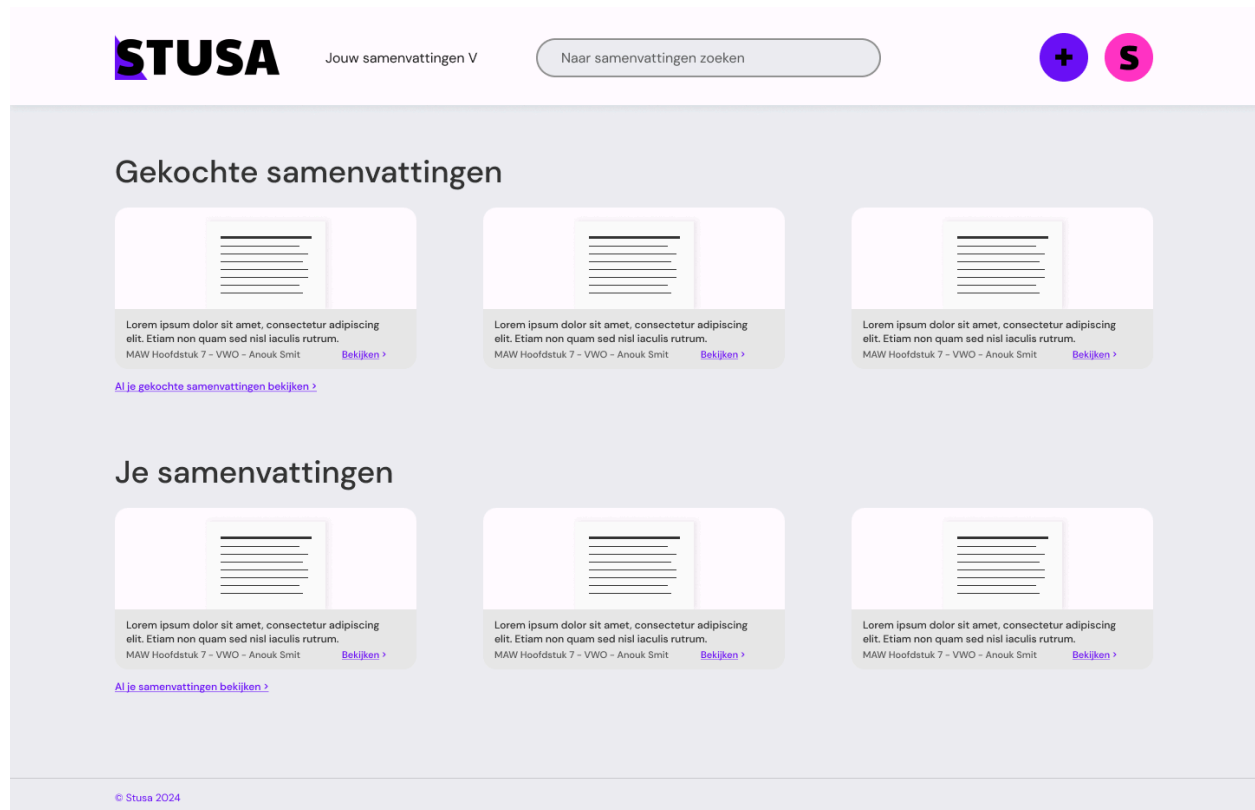 STUSA
Jouw samenvattingen V
Naar samenvattingen zoeken
+
S
Gekochte samenvattingen
Lorem ipsum dolor sit amet, consectetur adipiscing
elit. Etiam non quam sed nisl iaculis rutrum.
MAW Hoofdstuk 7 - VWO - Anouk Smit
Bekijken >
Lorem ipsum dolor sit amet, consectetur adipiscing
elit. Etiam non quam sed nisl iaculis rutrum.
MAW Hoofdstuk 7 - VWO - Anouk Smit
Bekijken >
Lorem ipsum dolor sit amet, consectetur adipiscing
elit. Etiam non quam sed nisl iaculis rutrum.
MAW Hoofdstuk 7 - VWO - Anouk Smit
Bekijken >
Al je gekochte samenvattingen bekijken >
Je samenvattingen
Lorem ipsum dolor sit amet, consectetur adipiscing
elit. Etiam non quam sed nisl iaculis rutrum.
MAW Hoofdstuk 7 - VWO - Anouk Smit
Bekijken >
Lorem ipsum dolor sit amet, consectetur adipiscing
elit. Etiam non quam sed nisl iaculis rutrum.
MAW Hoofdstuk 7 - VWO - Anouk Smit
Bekijken >
Lorem ipsum dolor sit amet, consectetur adipiscing
elit. Etiam non quam sed nisl iaculis rutrum.
MAW Hoofdstuk 7 - VWO - Anouk Smit
Bekijken >
Al je samenvattingen bekijken >
© Stusa 2024